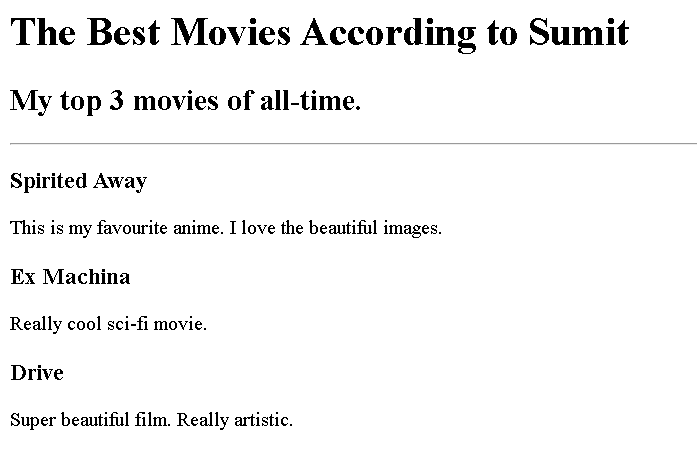 The Best Movies According to Sumit
My top 3 movies of all-time.
Spirited Away
This is my favourite anime. I love the beautiful images.
Ex Machina
Really cool sci-fi movie.
Drive
Super beautiful film. Really artistic.